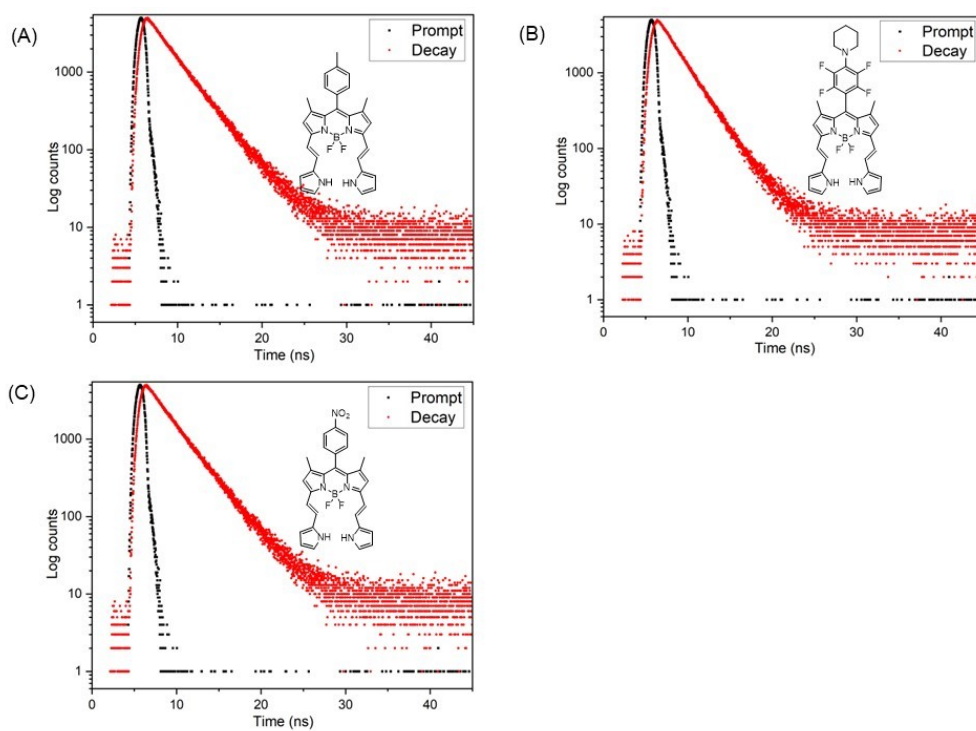 (A)
Prompt
Decay
Log counts
1000
100
10
1
0
10
20
30
40
Time (ns)
N
B
N
F
F
NH
HN
(B)
Prompt
Decay
Log counts
1000
100
10
1
0
10
20
30
40
Time (ns)
N
F
F
F
F
N
B
N
F
F
NH
HN
(C)
Prompt
Decay
Log counts
1000
100
10
1
0
10
20
30
40
Time (ns)
NO2
N
B
N
F
F
NH
HN